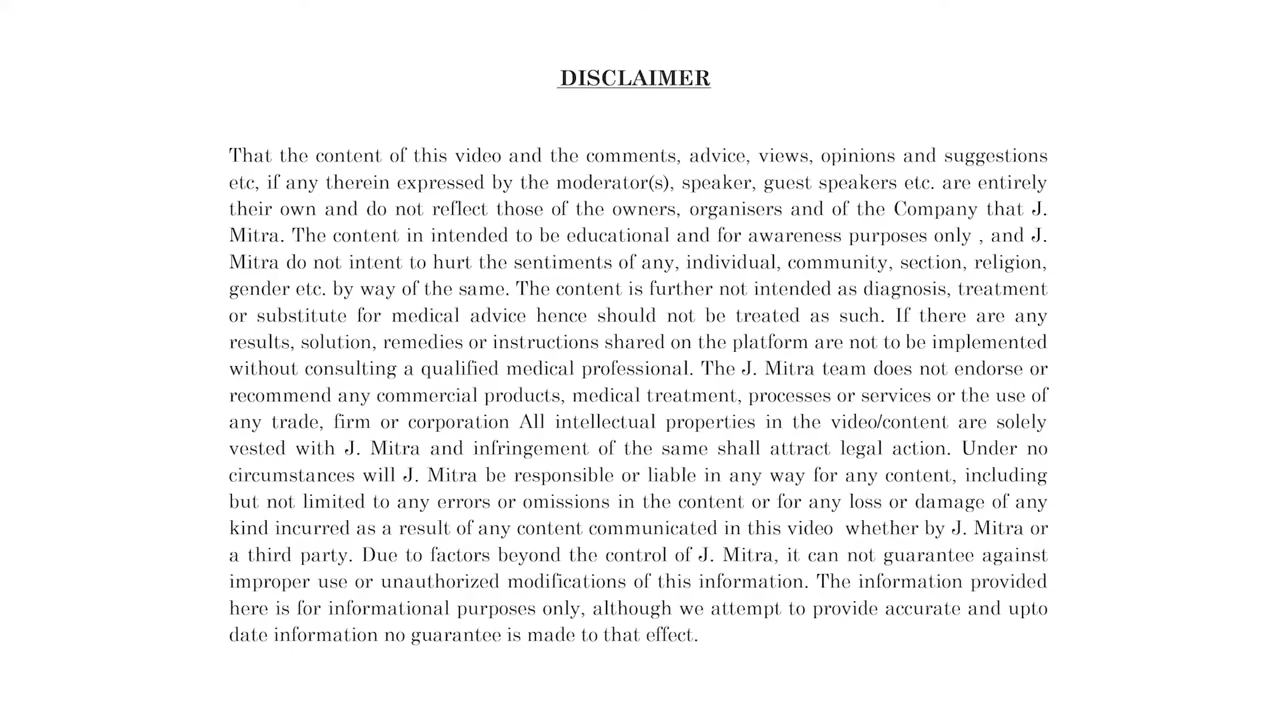 DISCLAIMER
That the content of this video and the comments, advice, views, opinions and suggestions
etc, if any therein expressed by the moderator(s), speaker, guest speakers etc. are entirely
their own and do not reflect those of the owners, organisers and of the Company that J.
Mitra. The content in intended to be educational and for awareness purposes only , and J.
Mitra do not intent to hurt the sentiments of any, individual, community, section, religion,
gender etc. by way of the same. The content is further not intended as diagnosis, treatment
or substitute for medical advice hence should not be treated as such. If there are any
results, solution, remedies or instructions shared on the platform are not to be implemented
without consulting a qualified medical professional. The J. Mitra team does not endorse or
recommend any commercial products, medical treatment, processes or services or the use of
any trade, firm or corporation All intellectual properties in the video/content are solely
vested with J. Mitra and infringement of the same shall attract legal action. Under no
circumstances will J. Mitra be responsible or liable in any way for any content, including
but not limited to any errors or omissions in the content or for any loss or damage of any
kind incurred as a result of any content communicated in this video  whether by J. Mitra or
a third party. Due to factors beyond the control of J. Mitra, it can not guarantee against
improper use or unauthorized modifications of this information. The information provided
here is for informational purposes only, although we attempt to provide accurate and upto
date information no guarantee is made to that effect.